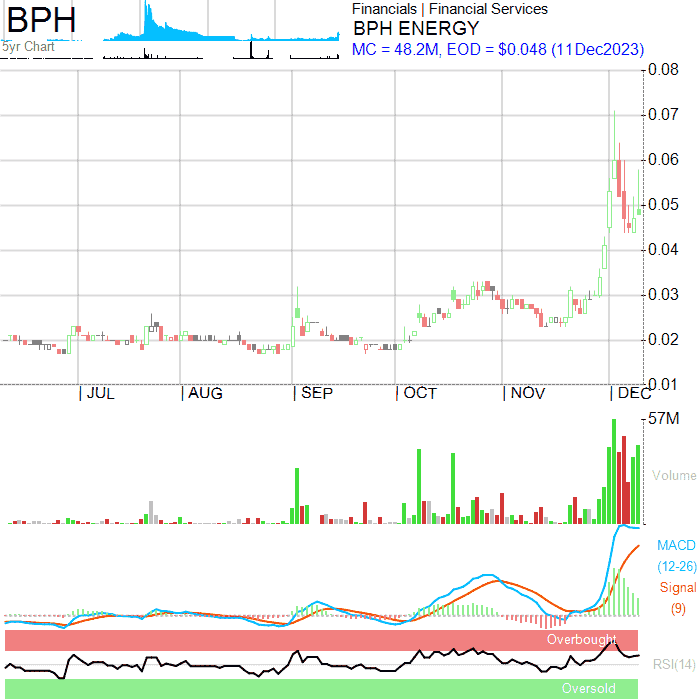 BPH
5yr Chart
Financials | Financial Services
BPH ENERGY
MC = 48.2M, EOD = $0.048 (11Dec2023)
0.08
0.07
0.06
0.05
0.04
0.03
0.02
0.01
| JUL | AUG | SEP | OCT | NOV | DEC
57M
Volume
MACD
(12-26)
Signal
(9)
Overbought
RSI(14)
Oversold